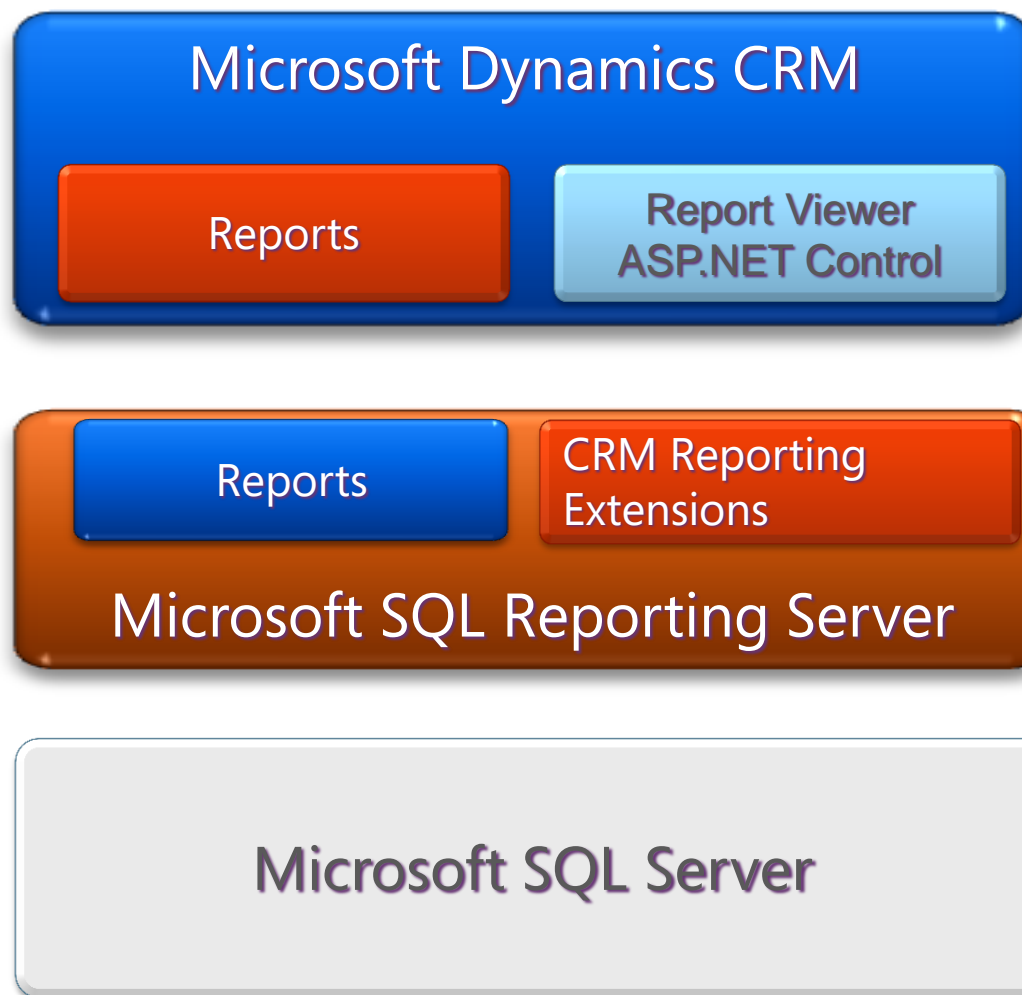 Microsoft Dynamics CRM
Reports
Report Viewer
ASP.NET Control
Reports
CRM Reporting
Extensions
Microsoft SQL Reporting Server
Microsoft SQL Server